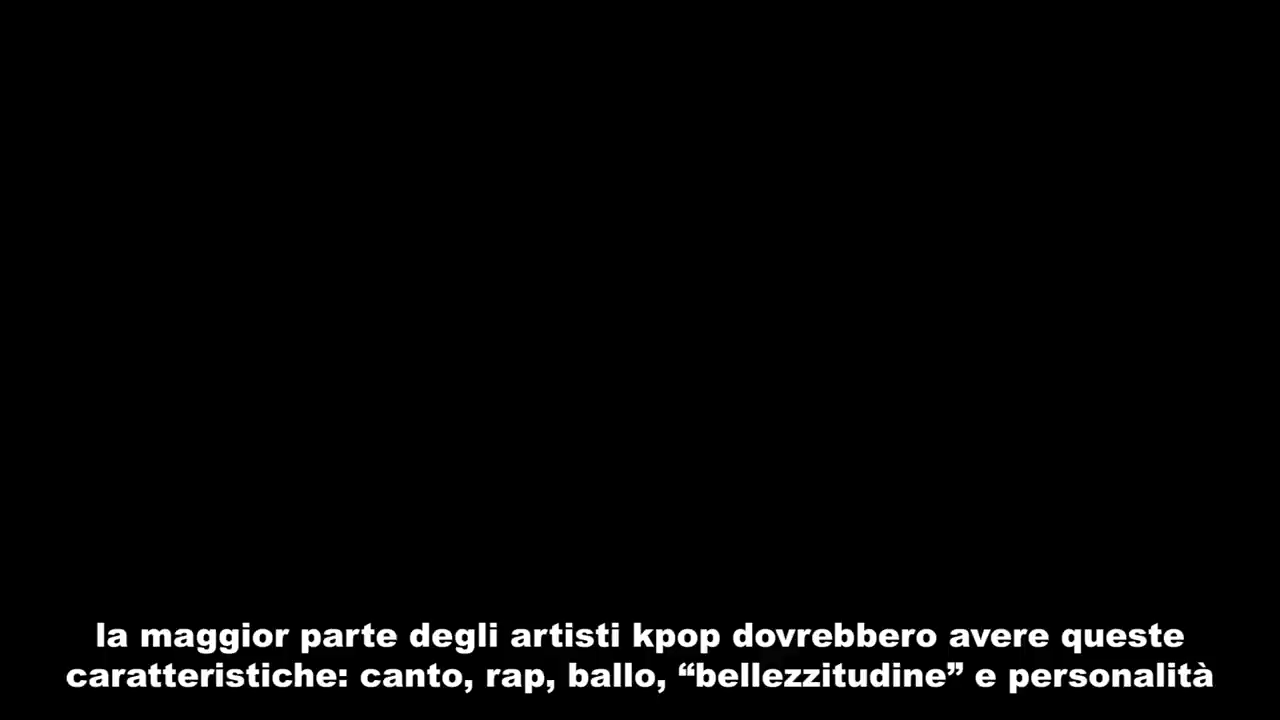 la maggior parte degli artisti kpop dovrebbero avere queste
caratteristiche: canto, rap, ballo, “bellezzitudine” e personalità